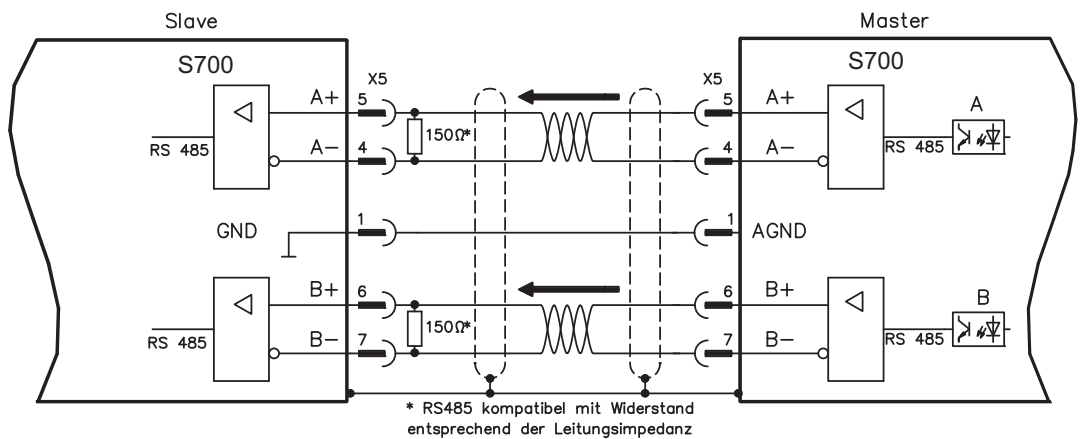 Slave
Master
S700
S700
X5
X5
A+
5
5
A+
A
150Ω*
RS 485
RS 485
A-
4
4
A-
GND
1
1
AGND
B+
6
6
B+
B
150Ω*
RS 485
RS 485
B-
7
7
B-
* RS485 kompatibel mit Widerstand
entsprechend der Leitungsimpedanz